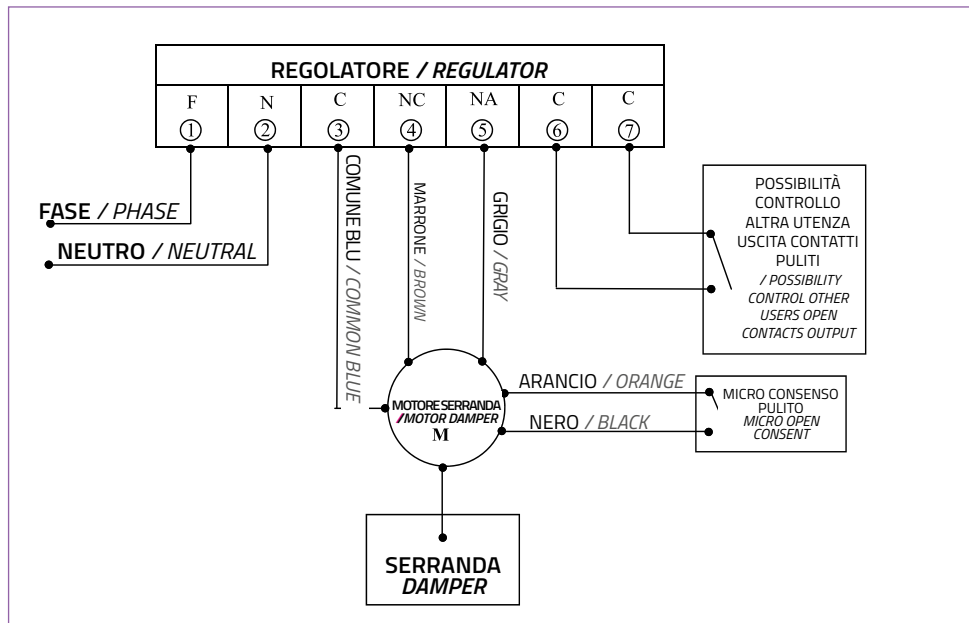 REGOLATORE / REGULATOR
F N C NC NA C C
1 2 3 4 5 6 7
FASE / PHASE
NEUTRO / NEUTRAL
COMUNE BLU / COMMON BLUE
MARRONE / BROWN
GRIGIO / GRAY
POSSIBILITÀ
CONTROLLO
ALTRA UTENZA
USCITA CONTATTI
PULITI
/ POSSIBILITY
CONTROL OTHER
USERS OPEN
CONTACTS OUTPUT
MOTORE SERRANDA
/MOTOR DAMPER
M
ARANCIO / ORANGE
NERO / BLACK
MICRO CONSENSO
PULITO
MICRO OPEN
CONSENT
SERRANDA
DAMPER